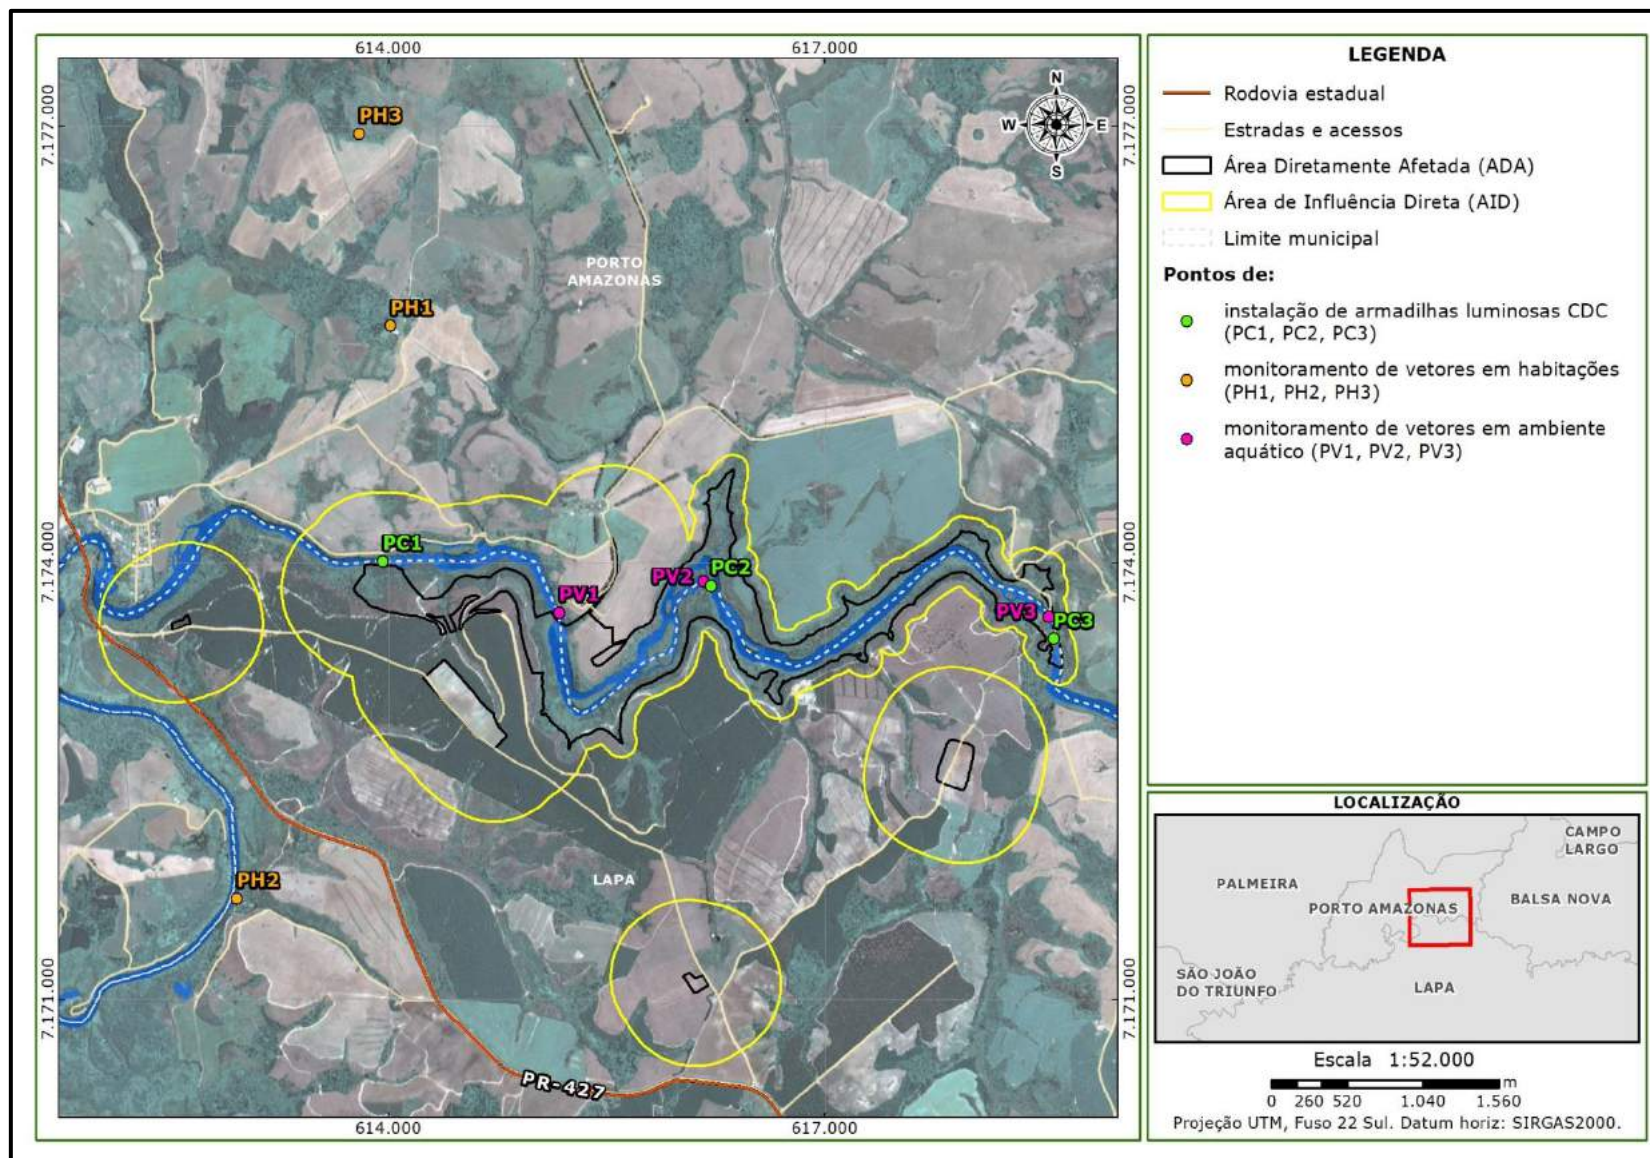 614.000
617.000
7.177.000
7.177.000
N
W
E
S
PH3
PORTO
AMAZONAS
PH1
PC1
PV2
PC2
PV1
PV3
PC3
7.174.000
7.174.000
PH2
LAPA
7.171.000
7.171.000
PR-427
614.000
617.000
LEGENDA
Rodovia estadual
Estradas e acessos
Área Diretamente Afetada (ADA)
Área de Influência Direta (AID)
Limite municipal
Pontos de:
instalação de armadilhas luminosas CDC
(PC1, PC2, PC3)
monitoramento de vetores em habitações
(PH1, PH2, PH3)
monitoramento de vetores em ambiente
aquático (PV1, PV2, PV3)
LOCALIZAÇÃO
CAMPO
LARGO
PALMEIRA
BALSA NOVA
PORTO AMAZONAS
SÃO JOÃO
DO TRIUNFO
LAPA
Escala 1:52.000
m
0 260 520 1.040 1.560
Projeção UTM, Fuso 22 Sul. Datum horiz: SIRGAS2000.